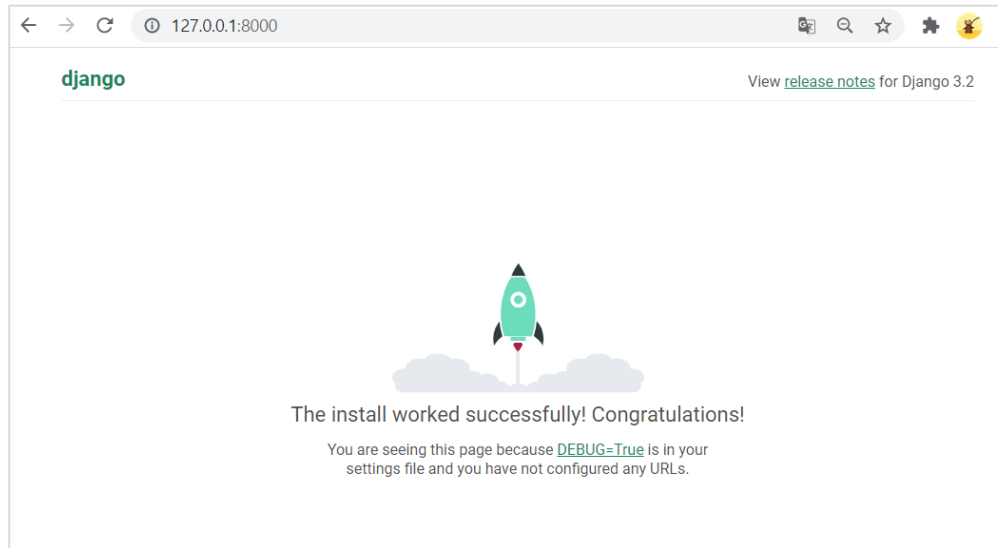 127.0.0.1:8000
django
View release notes for Django 3.2
The install worked successfully! Congratulations!
You are seeing this page because DEBUG=True is in your
settings file and you have not configured any URLs.